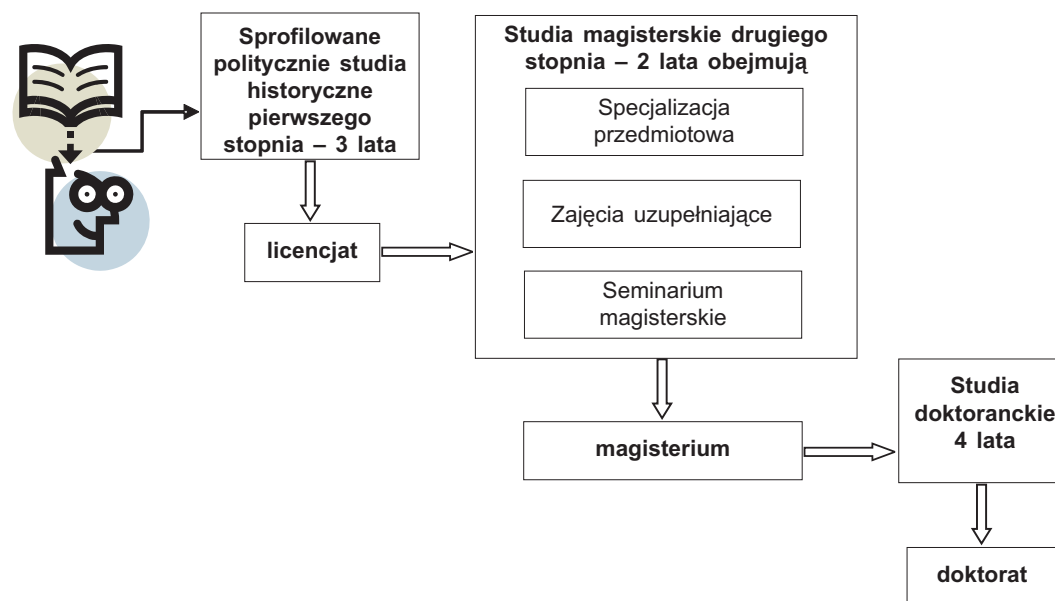 Sprofilowane
politycznie studia
historyczne
pierwszego
stopnia – 3 lata
licencjat
Studia magisterskie drugiego
stopnia – 2 lata obejmują
Specjalizacja
przedmiotowa
Zajęcia uzupełniające
Seminarium
magisterskie
magisterium
Studia
doktoranckie
4 lata
doktorat